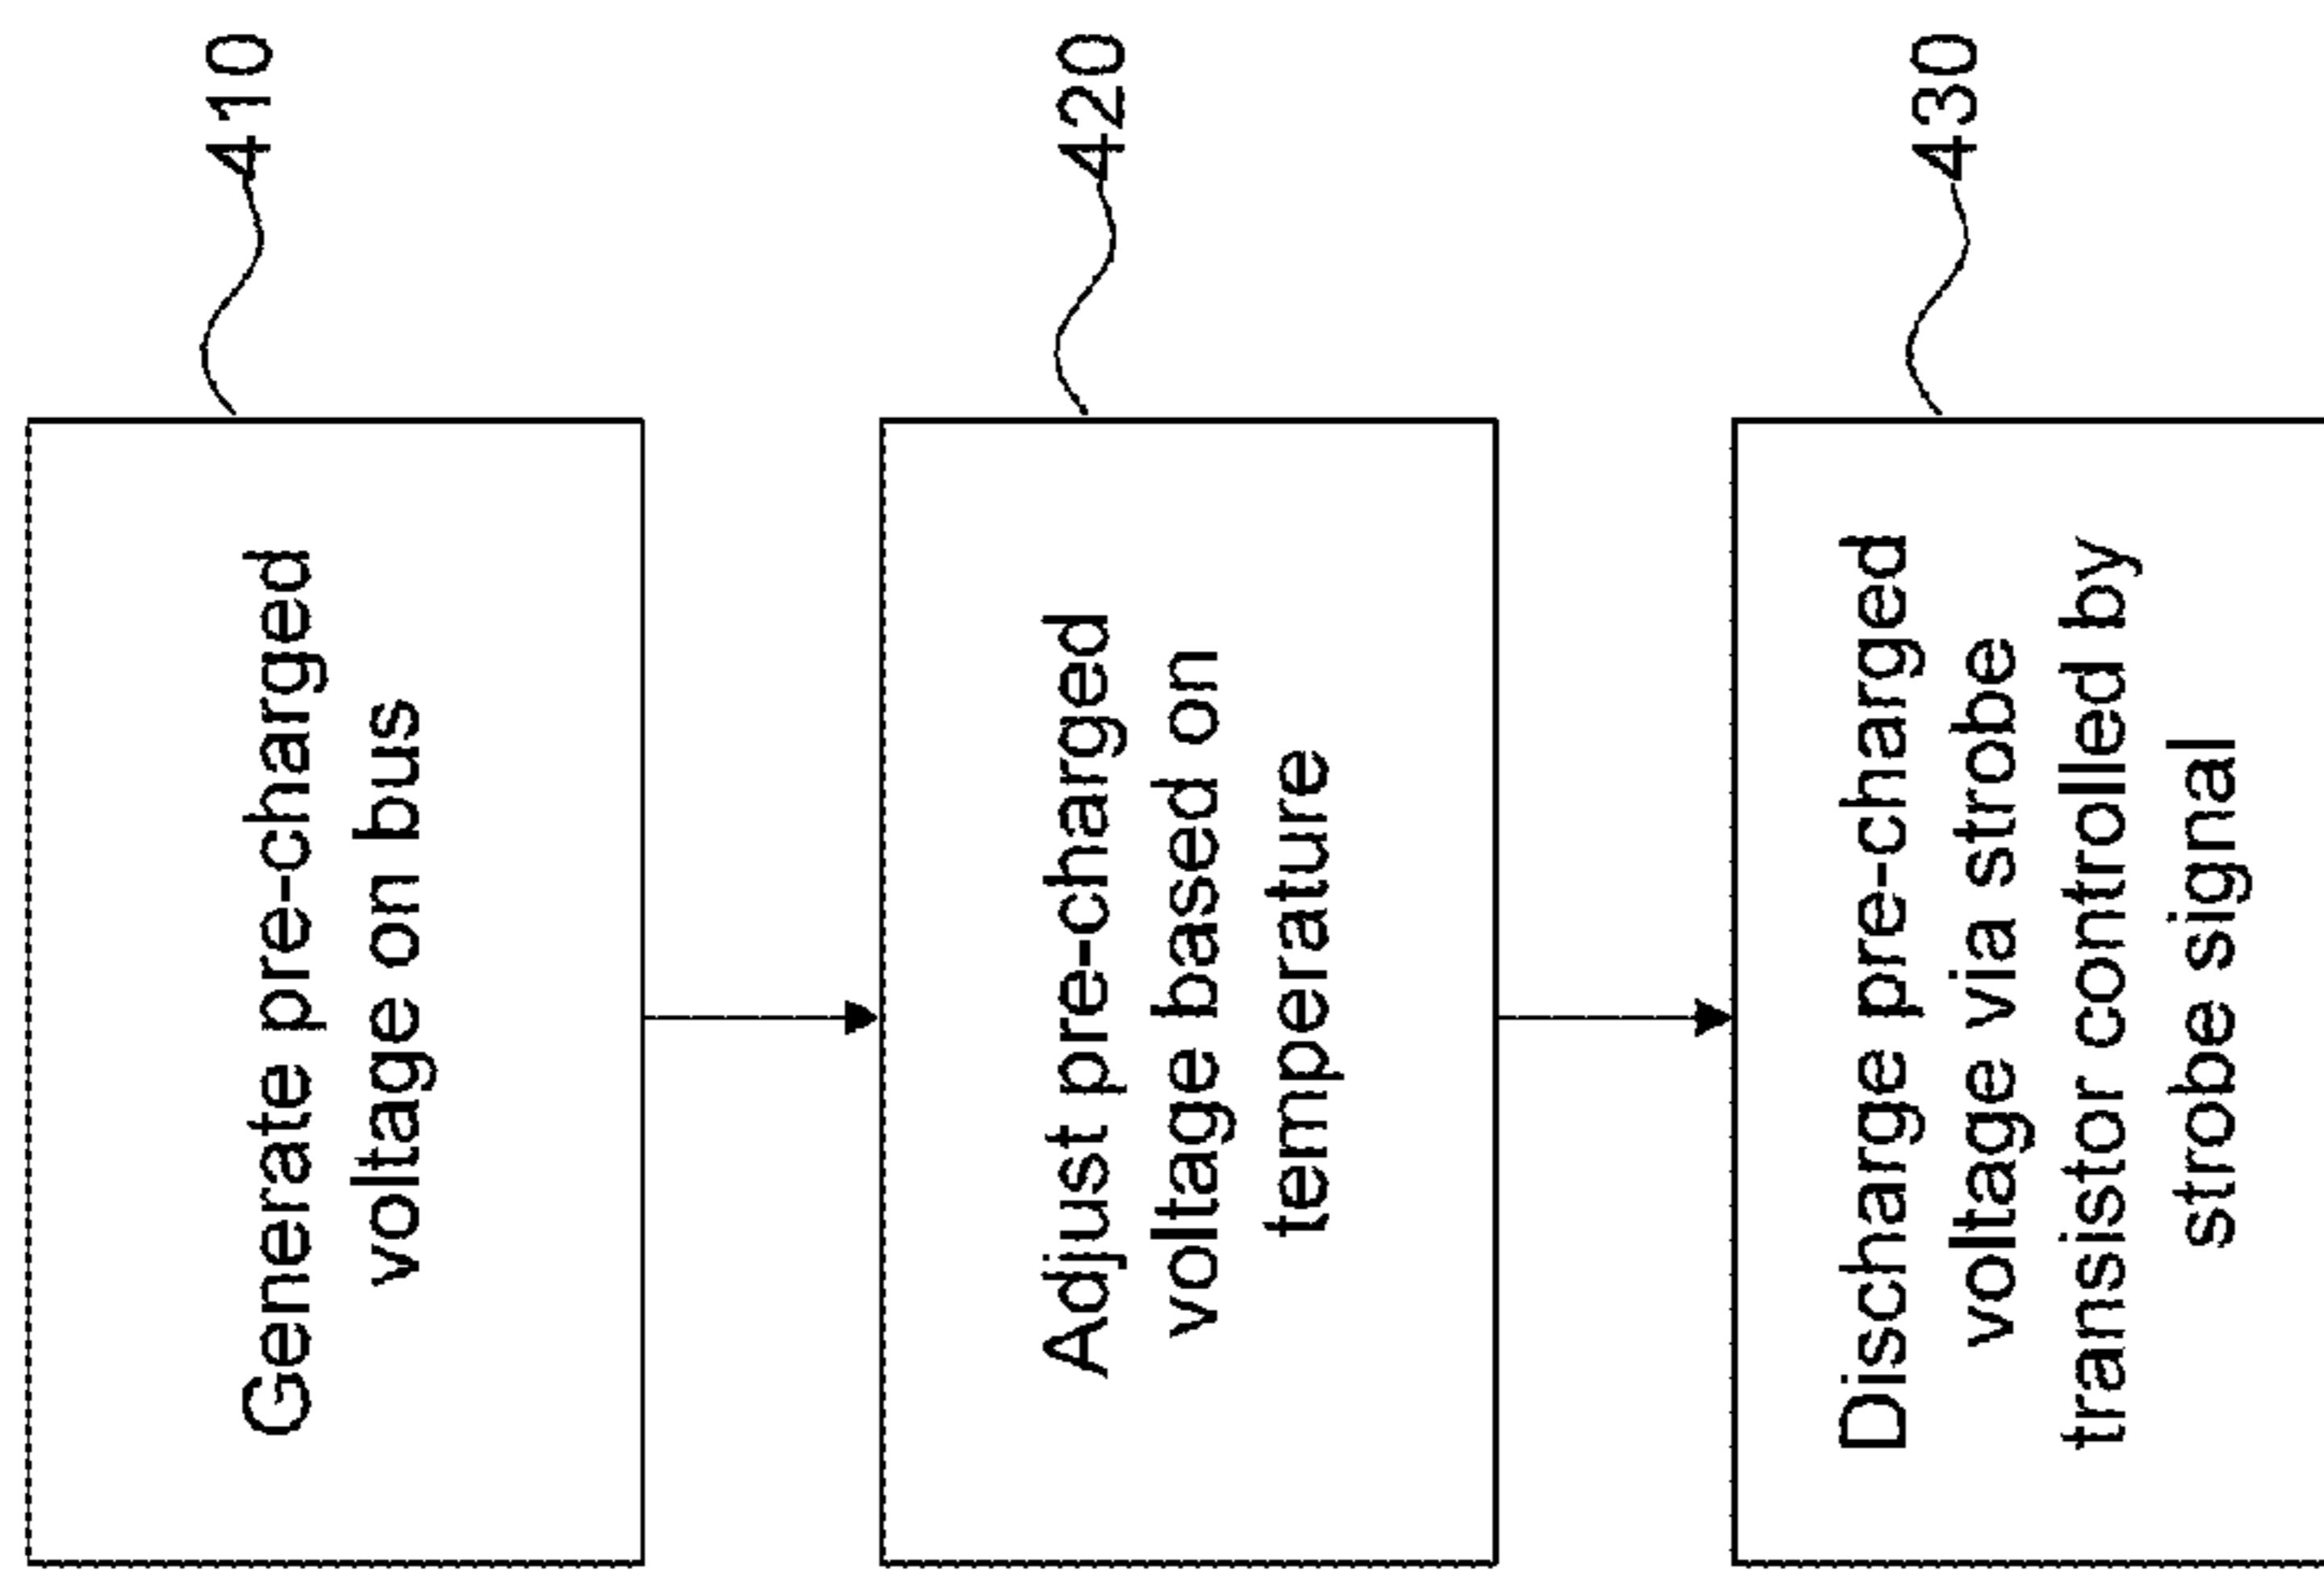 410
Generate pre-charged
voltage on bus
420
Adjust pre-charged
voltage based on
temperature
430
Discharge pre-charged
voltage via strobe
transistor controlled by
strobe signal